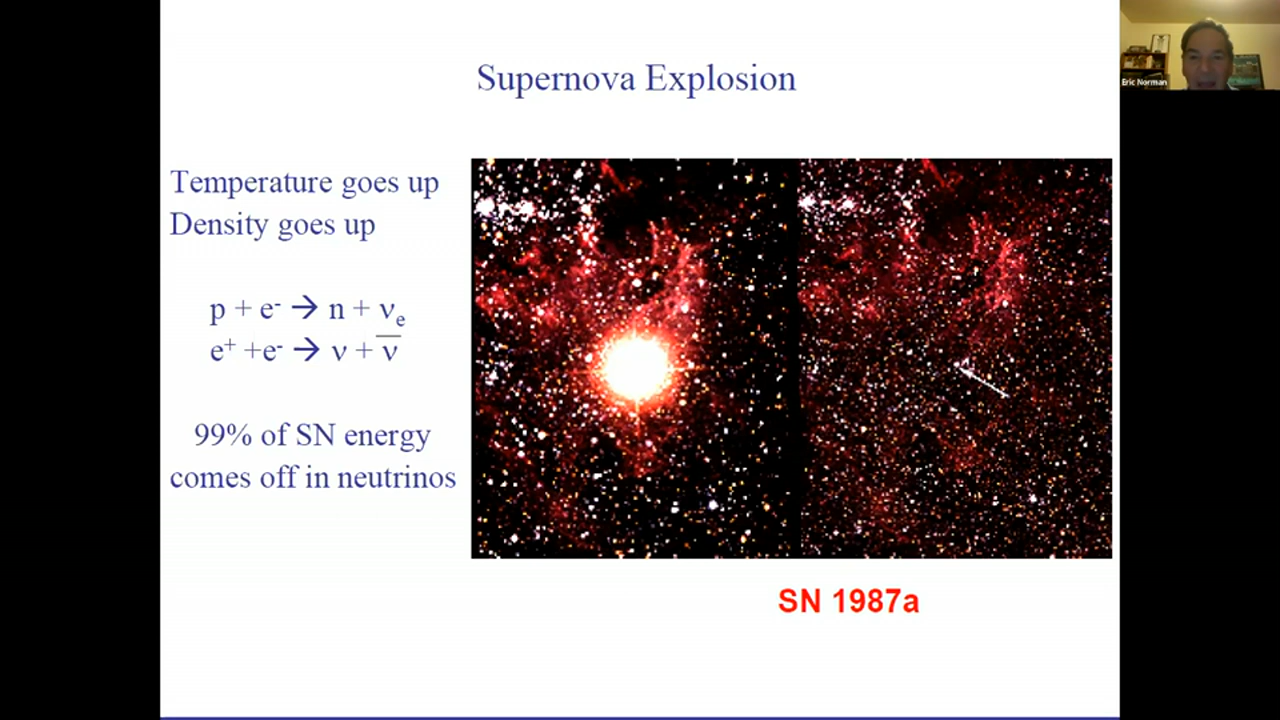 Supernova Explosion
Eric Norman
Temperature goes up
Density goes up
p + e⁻ → n + νₑ
e⁺ +e⁻ → ν + ν̅
99% of SN energy
comes off in neutrinos
SN 1987a